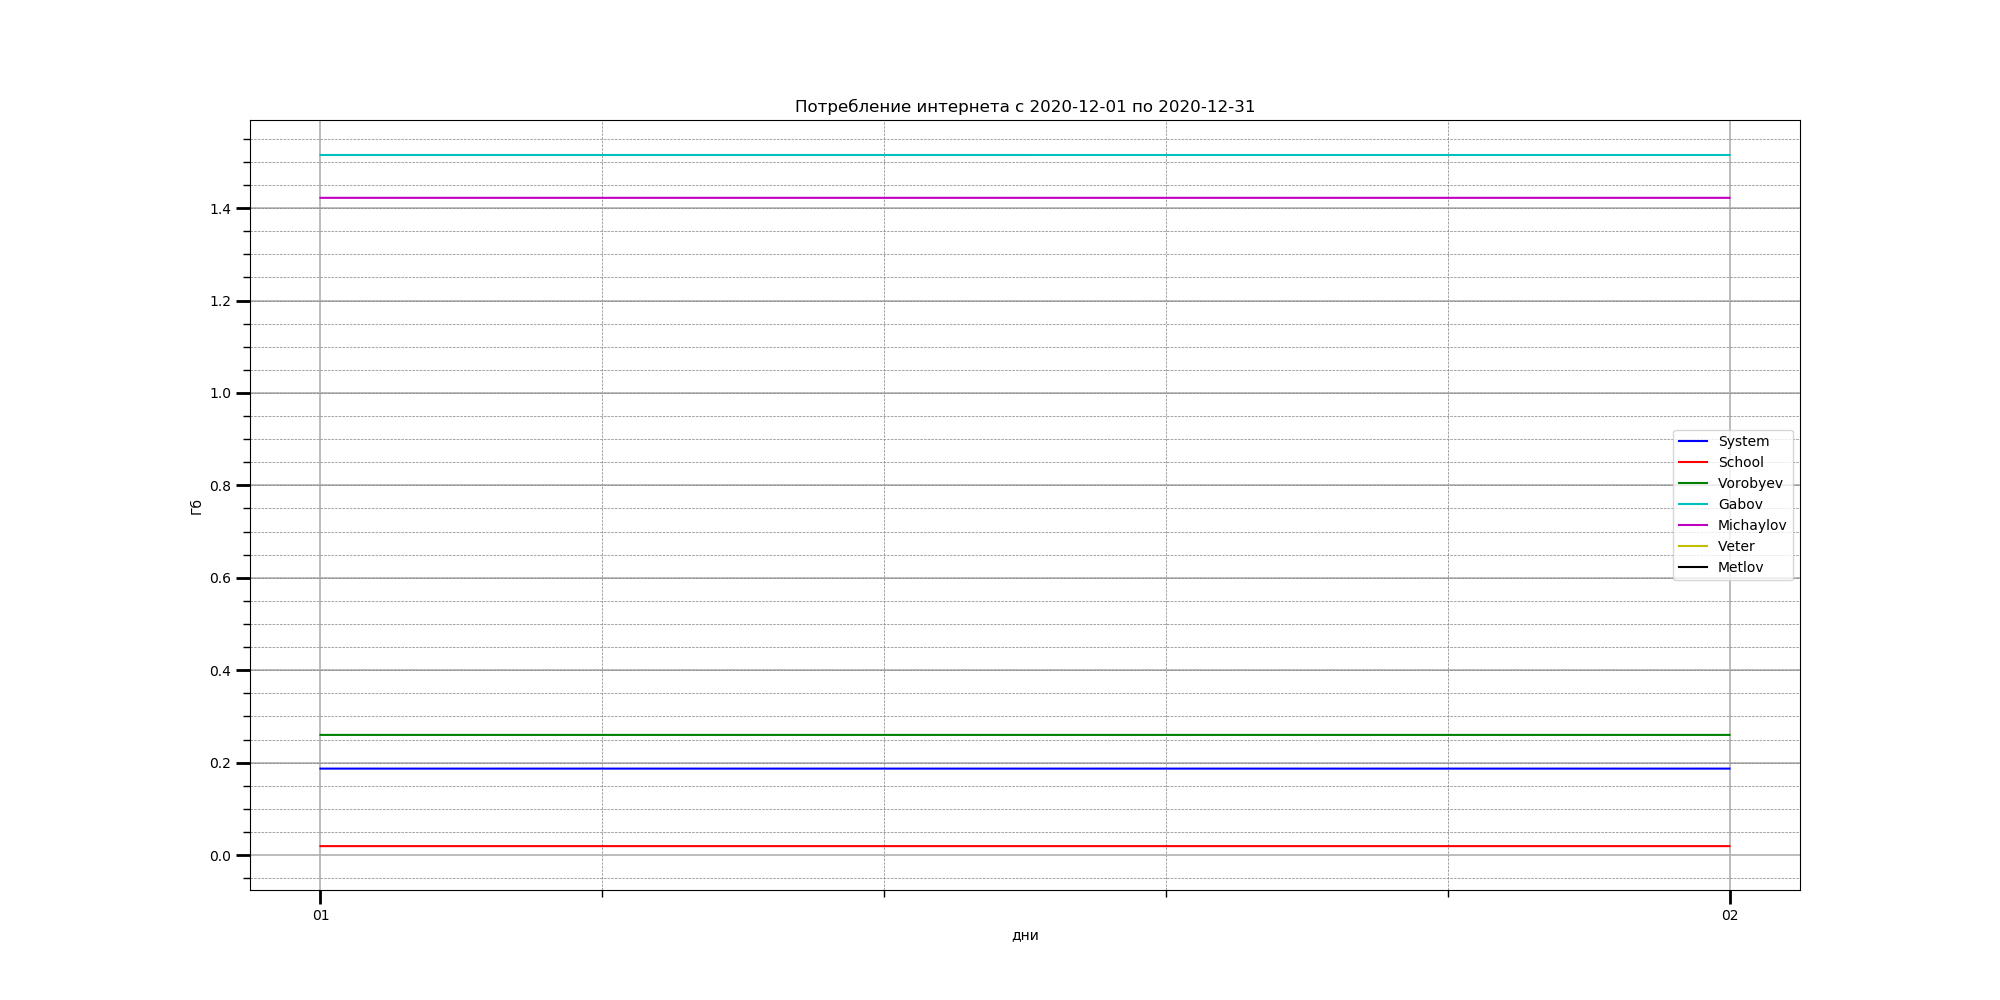 Потребление интернета с 2020-12-01 по 2020-12-31
1.4
1.2
1.0
0.8
0.6
0.4
0.2
0.0
Гб
System
School
Vorobyev
Gabov
Michaylov
Veter
Metlov
01
02
дни